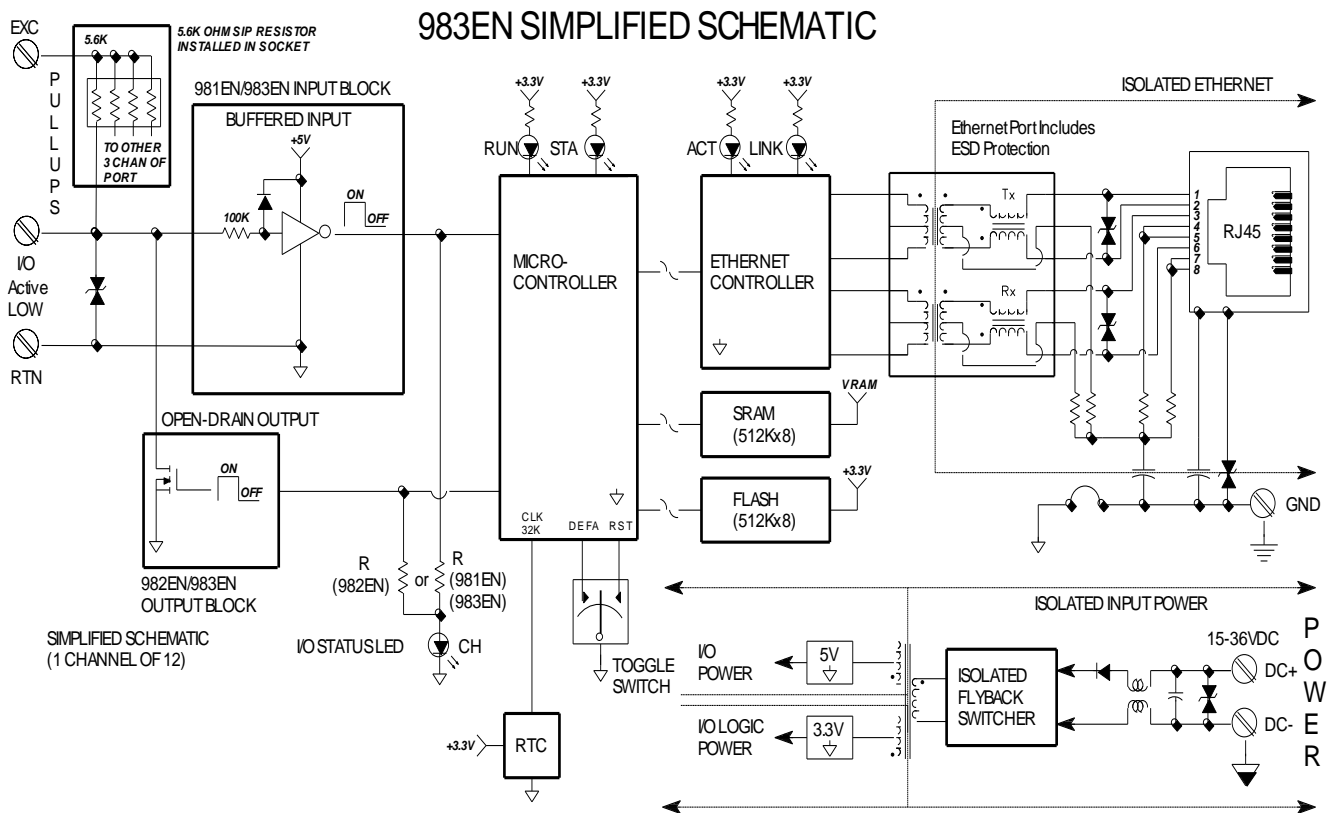 983EN SIMPLIFIED SCHEMATIC
EXC
5.6K
5.6K OHM SIP RESISTOR
INSTALLED IN SOCKET
PULLUPS
TO OTHER
3 CHAN OF
PORT
I/O
Active
LOW
RTN
981EN/983EN INPUT BLOCK
BUFFERED INPUT
+5V
100K
ON
OFF
OPEN-DRAIN OUTPUT
ON
OFF
982EN/983EN
OUTPUT BLOCK
SIMPLIFIED SCHEMATIC
(1 CHANNEL OF 12)
R
(982EN)
or
R
(981EN)
(983EN)
I/O STATUS LED
CH
+3.3V
+3.3V
RUN
STA
MICRO-
CONTROLLER
CLK
32K
DEFA
RST
TOGGLE
SWITCH
+3.3V
RTC
+3.3V
+3.3V
ACT
LINK
ETHERNET
CONTROLLER
SRAM
(512Kx8)
VRAM
FLASH
(512Kx8)
+3.3V
ISOLATED ETHERNET
Ethernet Port Includes
ESD Protection
Tx
Rx
1
2
3
4
5
6
7
8
RJ45
GND
ISOLATED INPUT POWER
I/O
POWER
5V
I/O LOGIC
POWER
3.3V
ISOLATED
FLYBACK
SWITCHER
15-36VDC
DC+
DC-
POWER